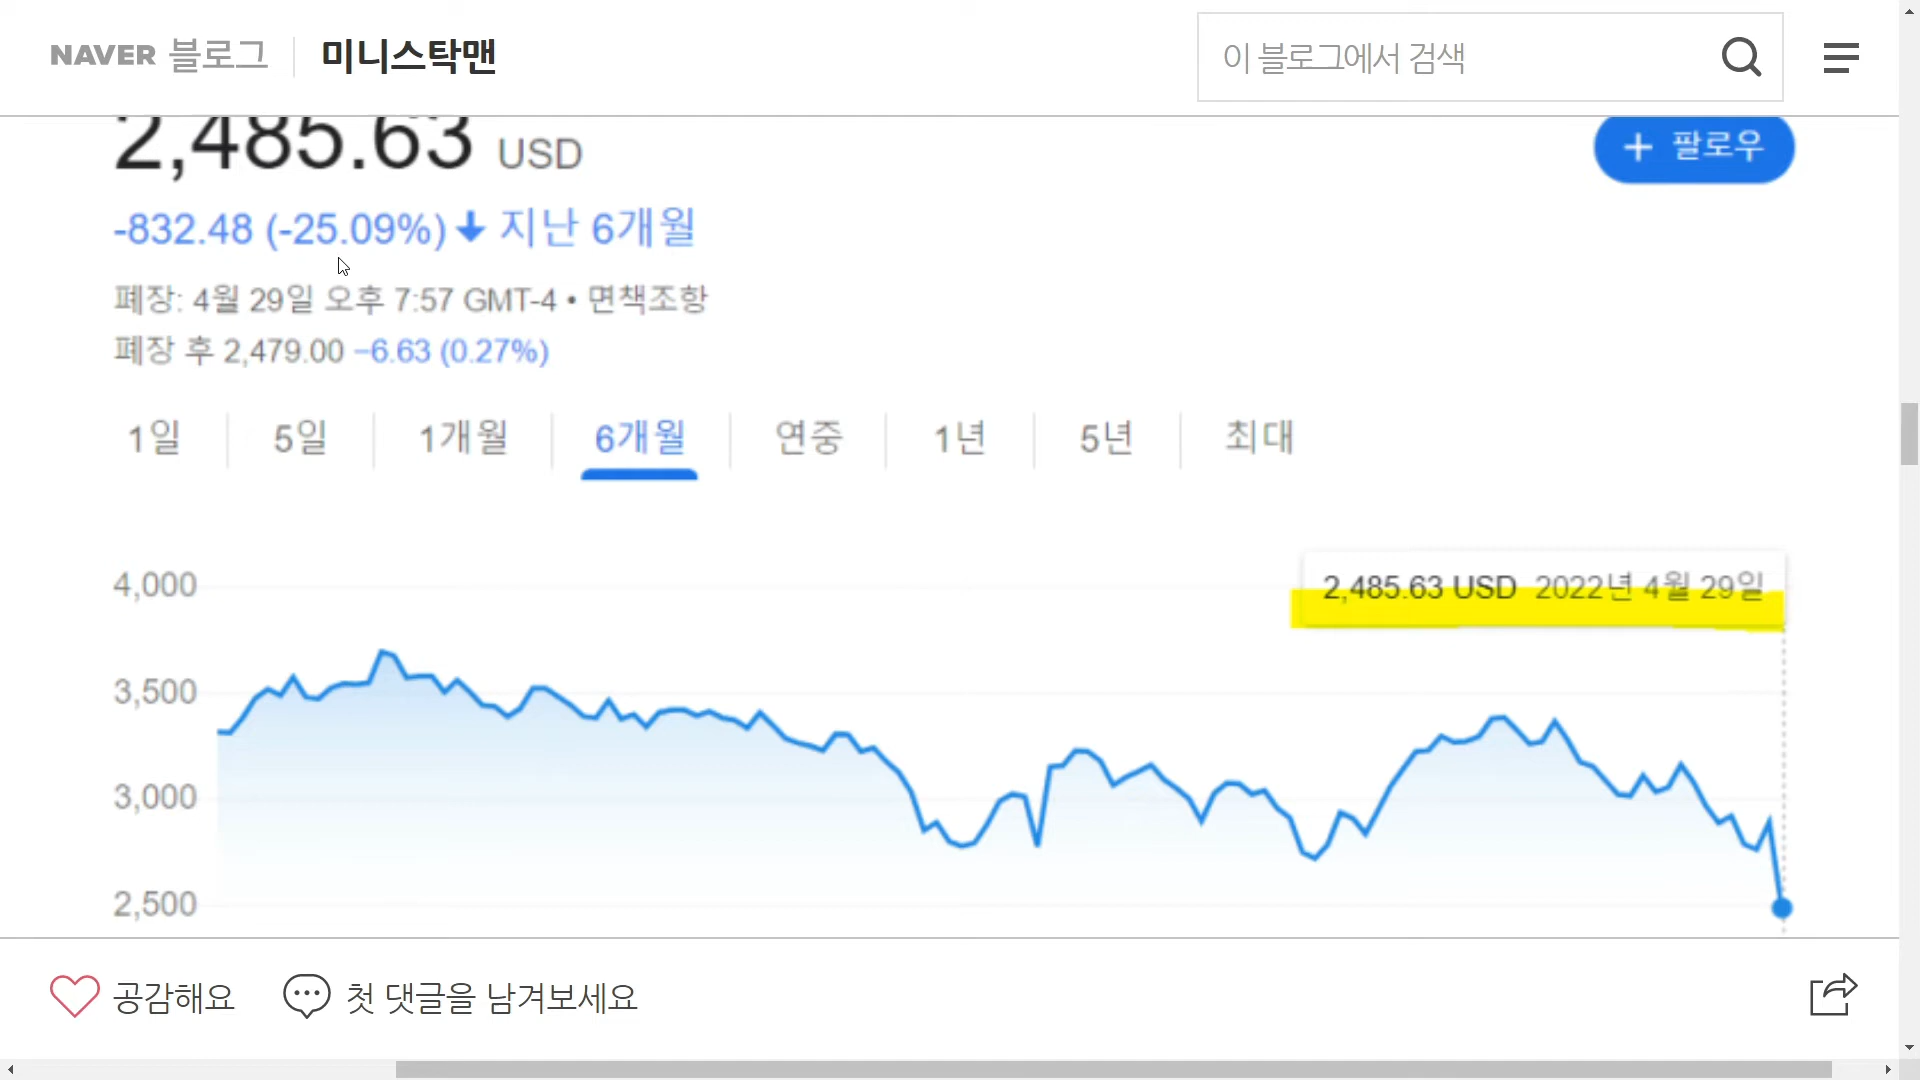 NAVER 블로그 미니스탁맨
이 블로그에서 검색
2,485.63 USD
+ 팔로우
-832.48 (-25.09%) 지난 6개월
폐장: 4월 29일 오후 7:57 GMT-4 • 면책조항
폐장 후 2,479.00 −6.63 (0.27%)
1일 5일 1개월 6개월 연중 1년 5년 최대
2,485.63 USD 2022년 4월 29일
4,000
3,500
3,000
2,500
공감해요 첫 댓글을 남겨보세요